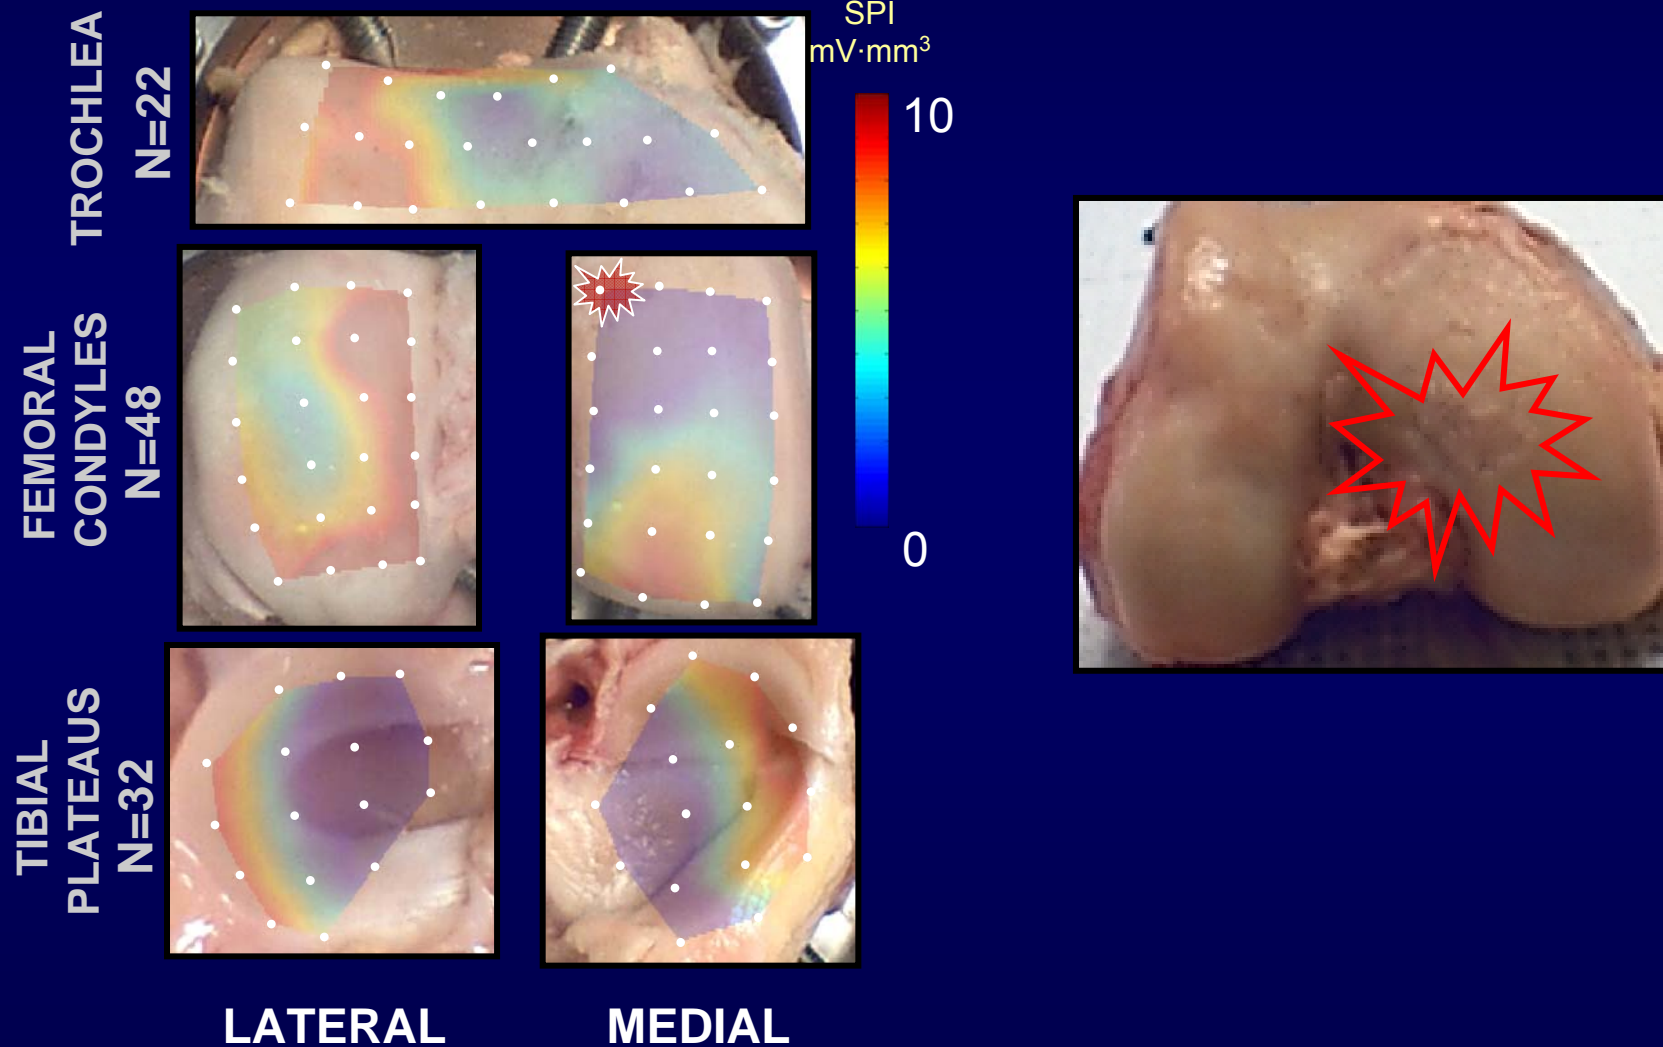 TROCHLEA
N=22
SPI
mV·mm³
10
0
FEMORAL
CONDYLES
N=48
TIBIAL
PLATEAUS
N=32
LATERAL
MEDIAL